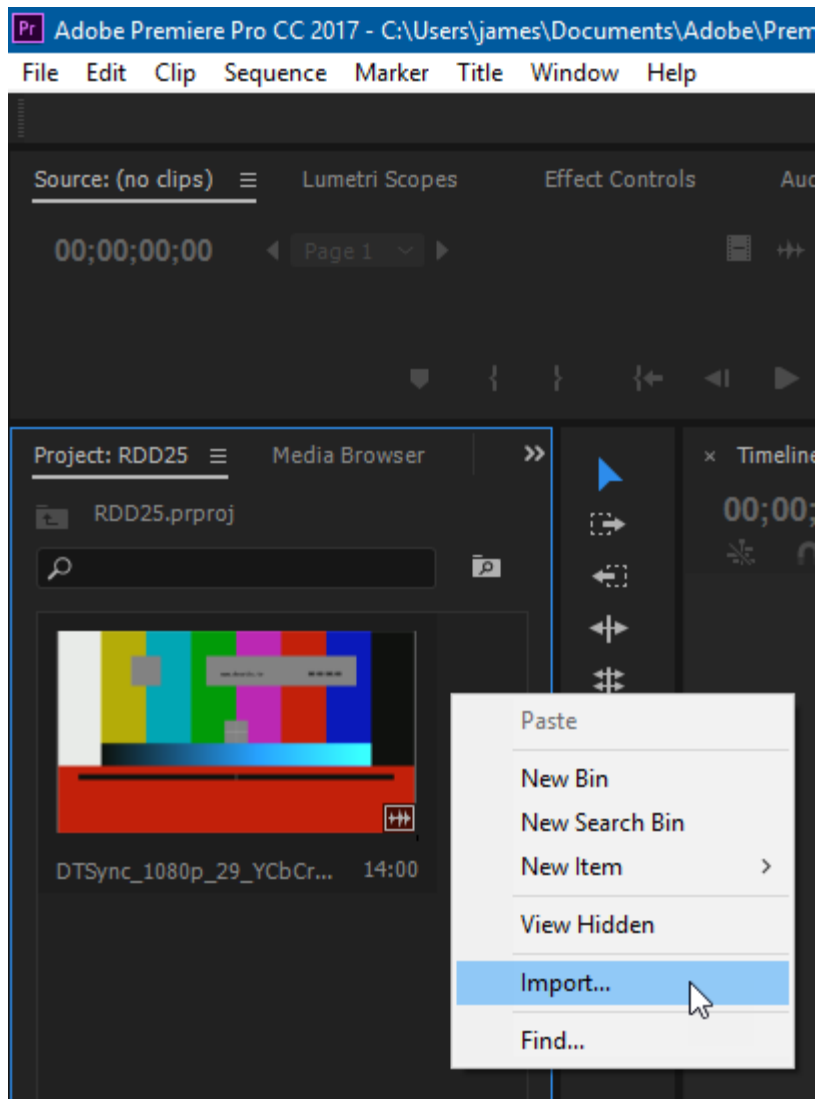 Pr Adobe Premiere Pro CC 2017 - C:\Users\james\Documents\Adobe\Prem
File Edit Clip Sequence Marker Title Window Help
Source: (no clips) Lumetri Scopes Effect Controls Aud
00;00;00;00 Page 1
Project: RDD25 Media Browser » × Timeline
RDD25.prproj 00;00;
Paste
New Bin
New Search Bin
New Item >
View Hidden
Import...
Find...
DTSync_1080p_29_YCbCr... 14:00